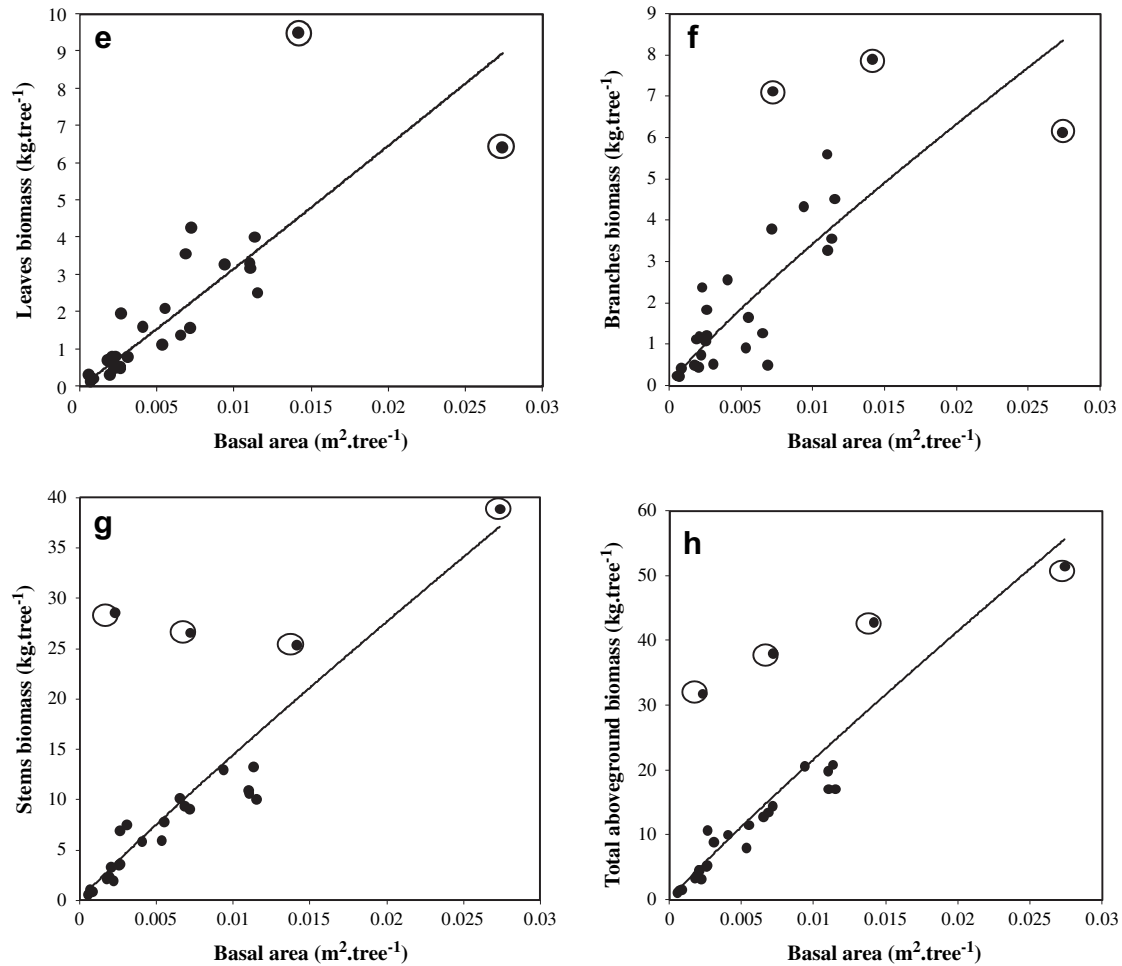 e
Leaves biomass (kg.tree⁻¹)
10
9
8
7
6
5
4
3
2
1
0
0 0.005 0.01 0.015 0.02 0.025 0.03
Basal area (m².tree⁻¹)
f
Branches biomass (kg.tree⁻¹)
9
8
7
6
5
4
3
2
1
0
0 0.005 0.01 0.015 0.02 0.025 0.03
Basal area (m².tree⁻¹)
g
Stems biomass (kg.tree⁻¹)
40
35
30
25
20
15
10
5
0
0 0.005 0.01 0.015 0.02 0.025 0.03
Basal area (m².tree⁻¹)
h
Total aboveground biomass (kg.tree⁻¹)
60
50
40
30
20
10
0
0 0.005 0.01 0.015 0.02 0.025 0.03
Basal area (m².tree⁻¹)